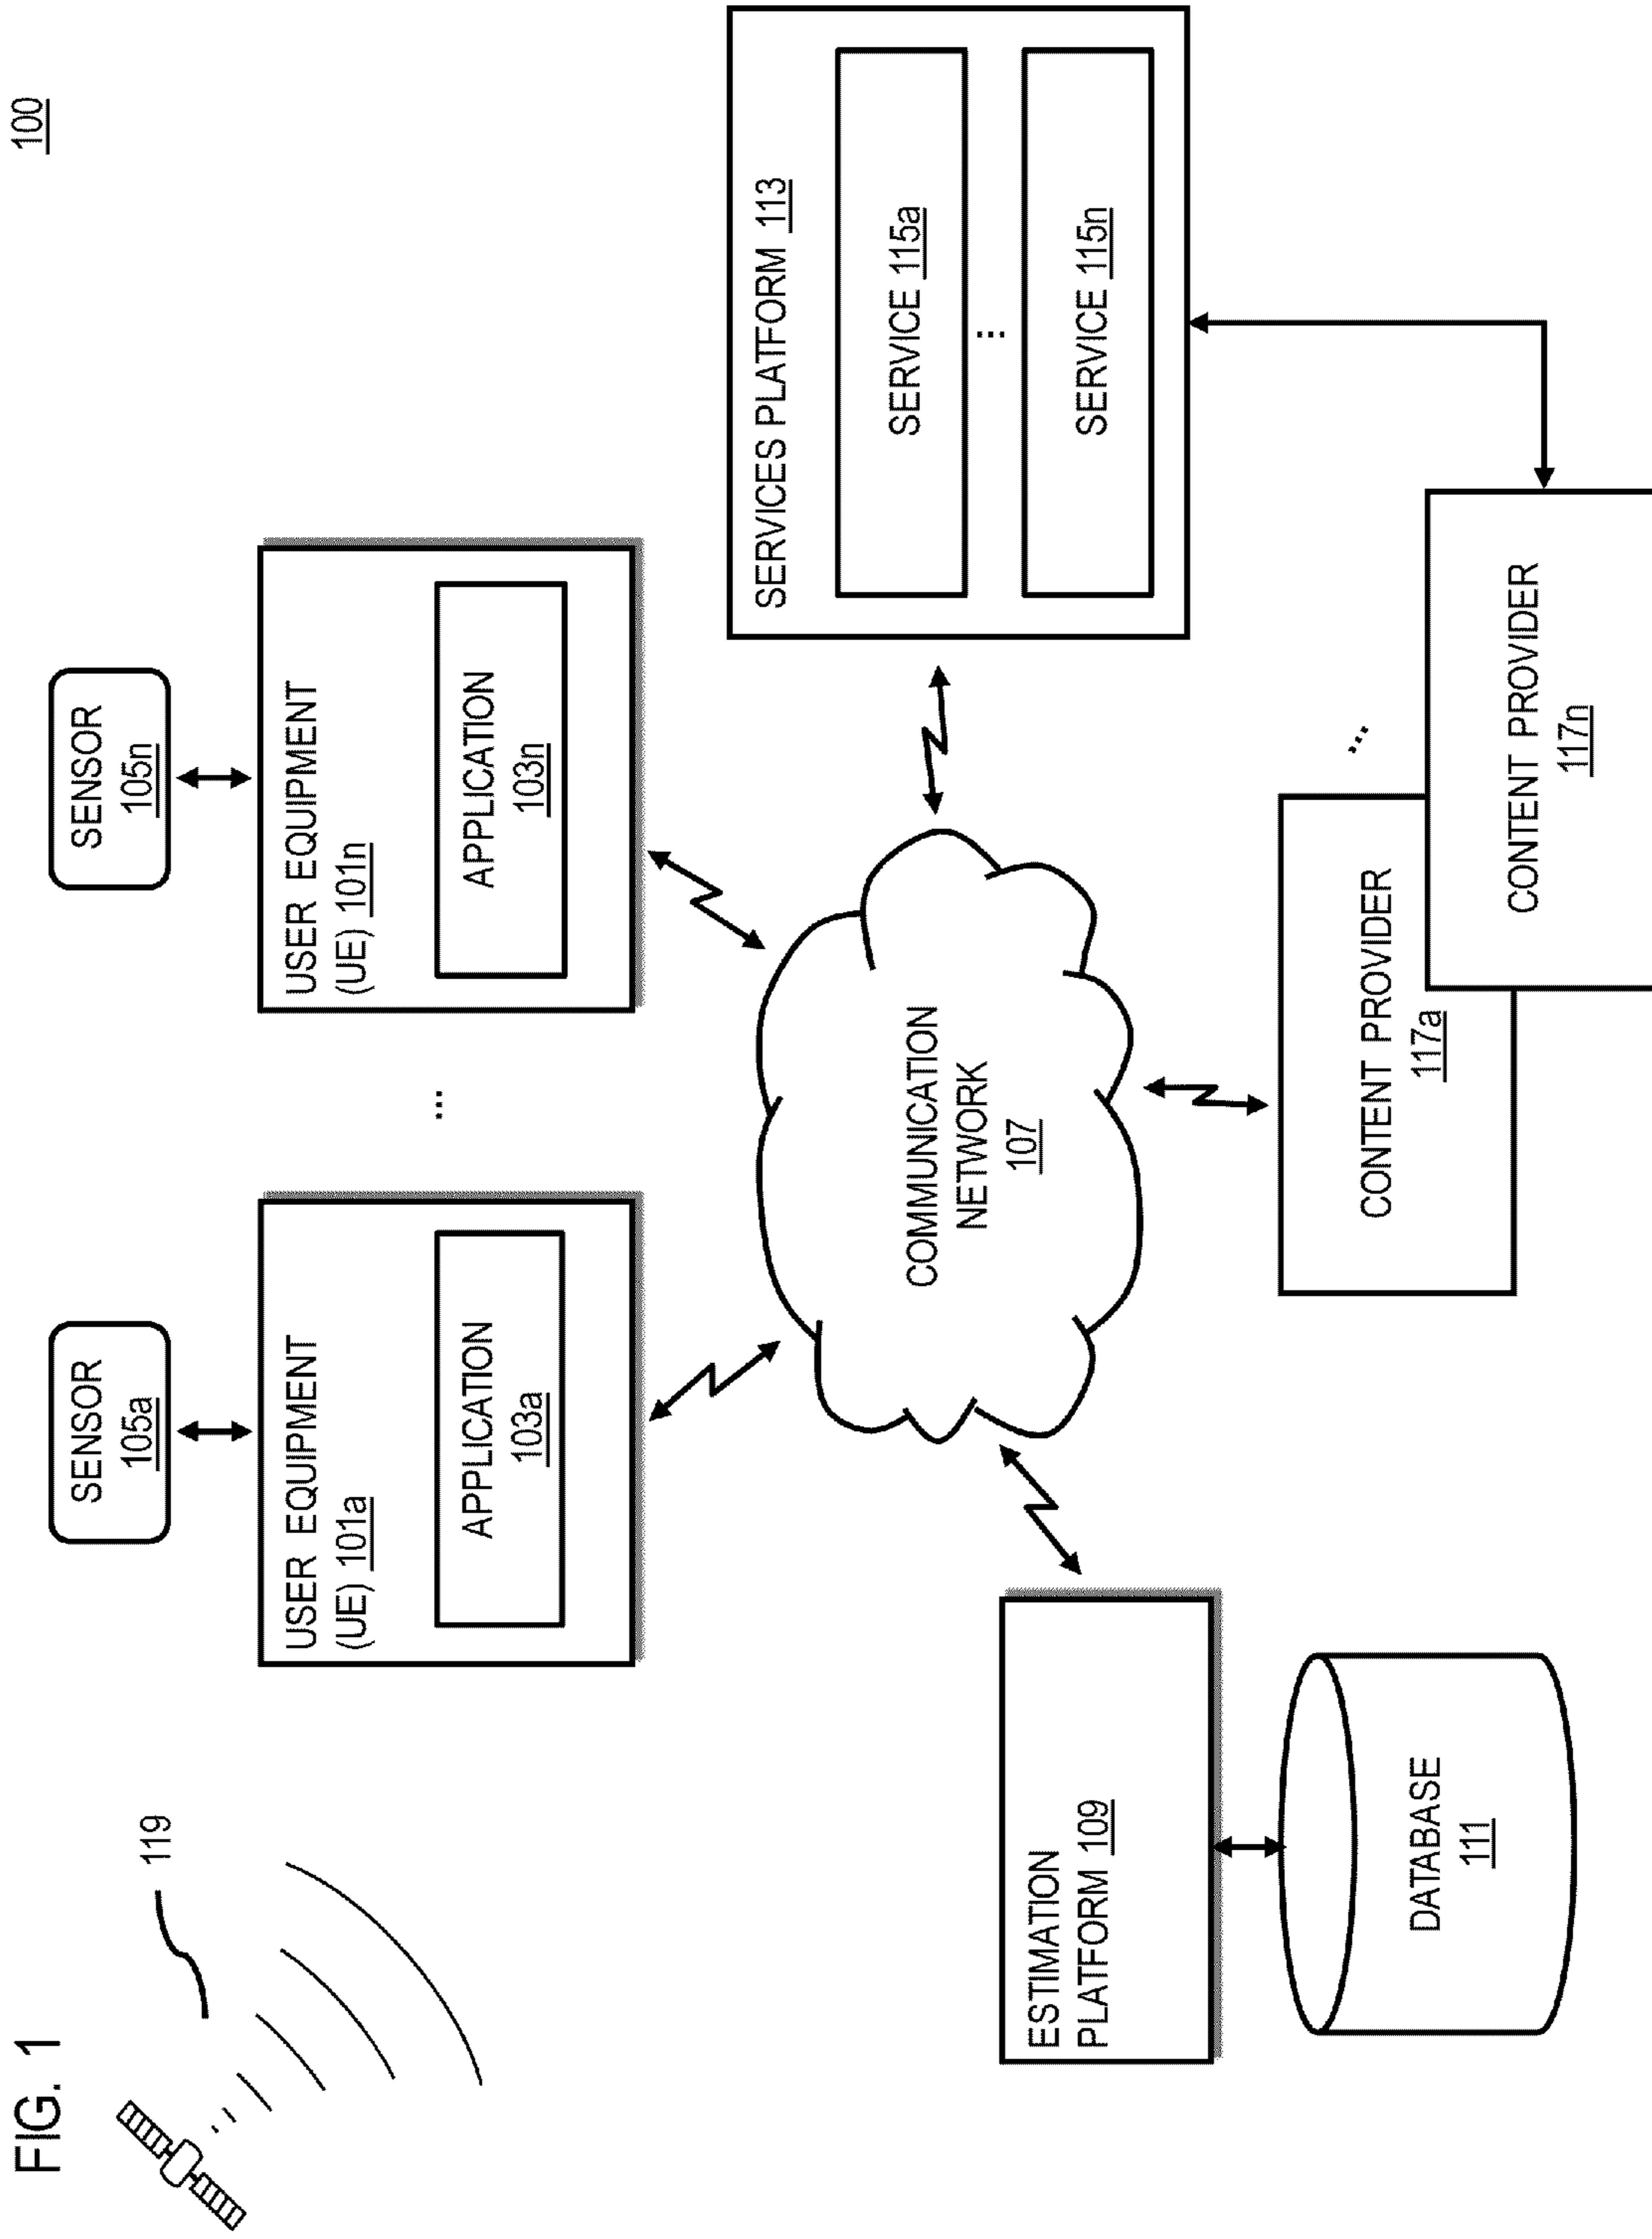 FIG. 1
100
119
SENSOR
105a
SENSOR
105n
USER EQUIPMENT
(UE) 101a
APPLICATION
103a
...
USER EQUIPMENT
(UE) 101n
APPLICATION
103n
COMMUNICATION
NETWORK
107
SERVICES PLATFORM 113
SERVICE 115a
...
SERVICE 115n
ESTIMATION
PLATFORM 109
DATABASE
111
CONTENT PROVIDER
117a
...
CONTENT PROVIDER
117n